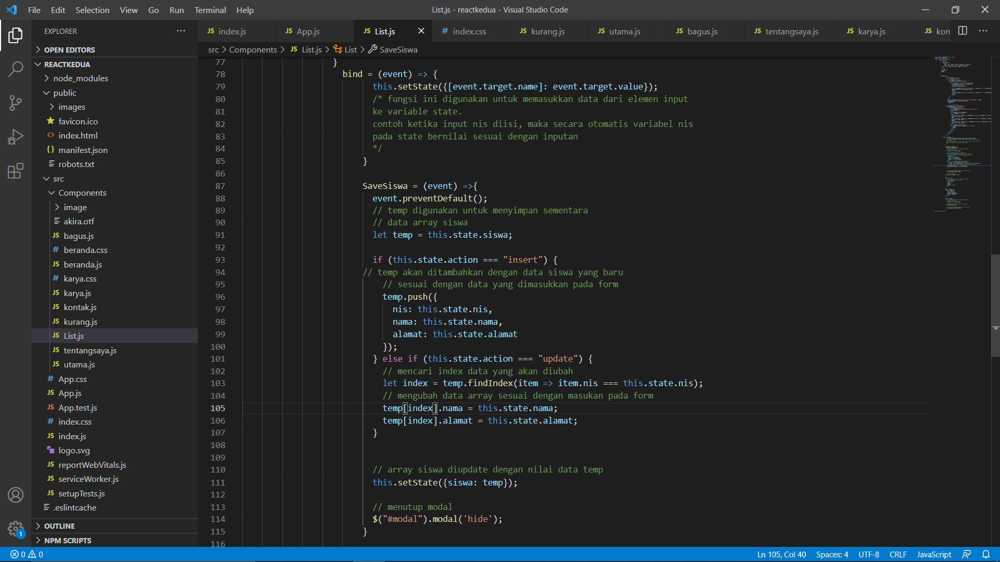 File Edit Selection View Go Run Terminal Help
List.js - reactkedua - Visual Studio Code
EXPLORER
OPEN EDITORS
REACTKEDUA
node_modules
public
images
favicon.ico
index.html
manifest.json
robots.txt
src
Components
image
akira.otf
bagus.js
beranda.css
beranda.js
karya.css
karya.js
kontak.js
kurang.js
List.js
tentangsaya.js
utama.js
App.css
App.js
App.test.js
index.css
index.js
logo.svg
reportWebVitals.js
serviceWorker.js
setupTests.js
.eslintcache
OUTLINE
NPM SCRIPTS
JS index.js JS App.js JS List.js # index.css JS kurang.js JS utama.js JS bagus.js JS tentangsaya.js JS karya.js JS kon
src > Components > JS List.js > List > SaveSiswa
77 }
78 bind = (event) => {
79 this.setState({[event.target.name]: event.target.value});
80 /* fungsi ini digunakan untuk memasukkan data dari elemen input
81 ke variable state.
82 contoh ketika input nis diisi, maka secara otomatis variabel nis
83 pada state bernilai sesuai dengan inputan
84 */
85 }
86
87 SaveSiswa = (event) =>{
88 event.preventDefault();
89 // temp digunakan untuk menyimpan sementara
90 // data array siswa
91 let temp = this.state.siswa;
92
93 if (this.state.action === "insert") {
94 // temp akan ditambahkan dengan data siswa yang baru
95 // sesuai dengan data yang dimasukkan pada form
96 temp.push({
97 nis: this.state.nis,
98 nama: this.state.nama,
99 alamat: this.state.alamat
100 });
101 } else if (this.state.action === "update") {
102 // mencari index data yang akan diubah
103 let index = temp.findIndex(item => item.nis === this.state.nis);
104 // mengubah data array sesuai dengan masukan pada form
105 temp[index].nama = this.state.nama;
106 temp[index].alamat = this.state.alamat;
107 }
108
109
110 // array siswa diupdate dengan nilai data temp
111 this.setState({siswa: temp});
112
113 // menutup modal
114 $("#modal").modal('hide');
115 }
116
1
0 0
Ln 105, Col 40 Spaces: 4 UTF-8 CRLF JavaScript